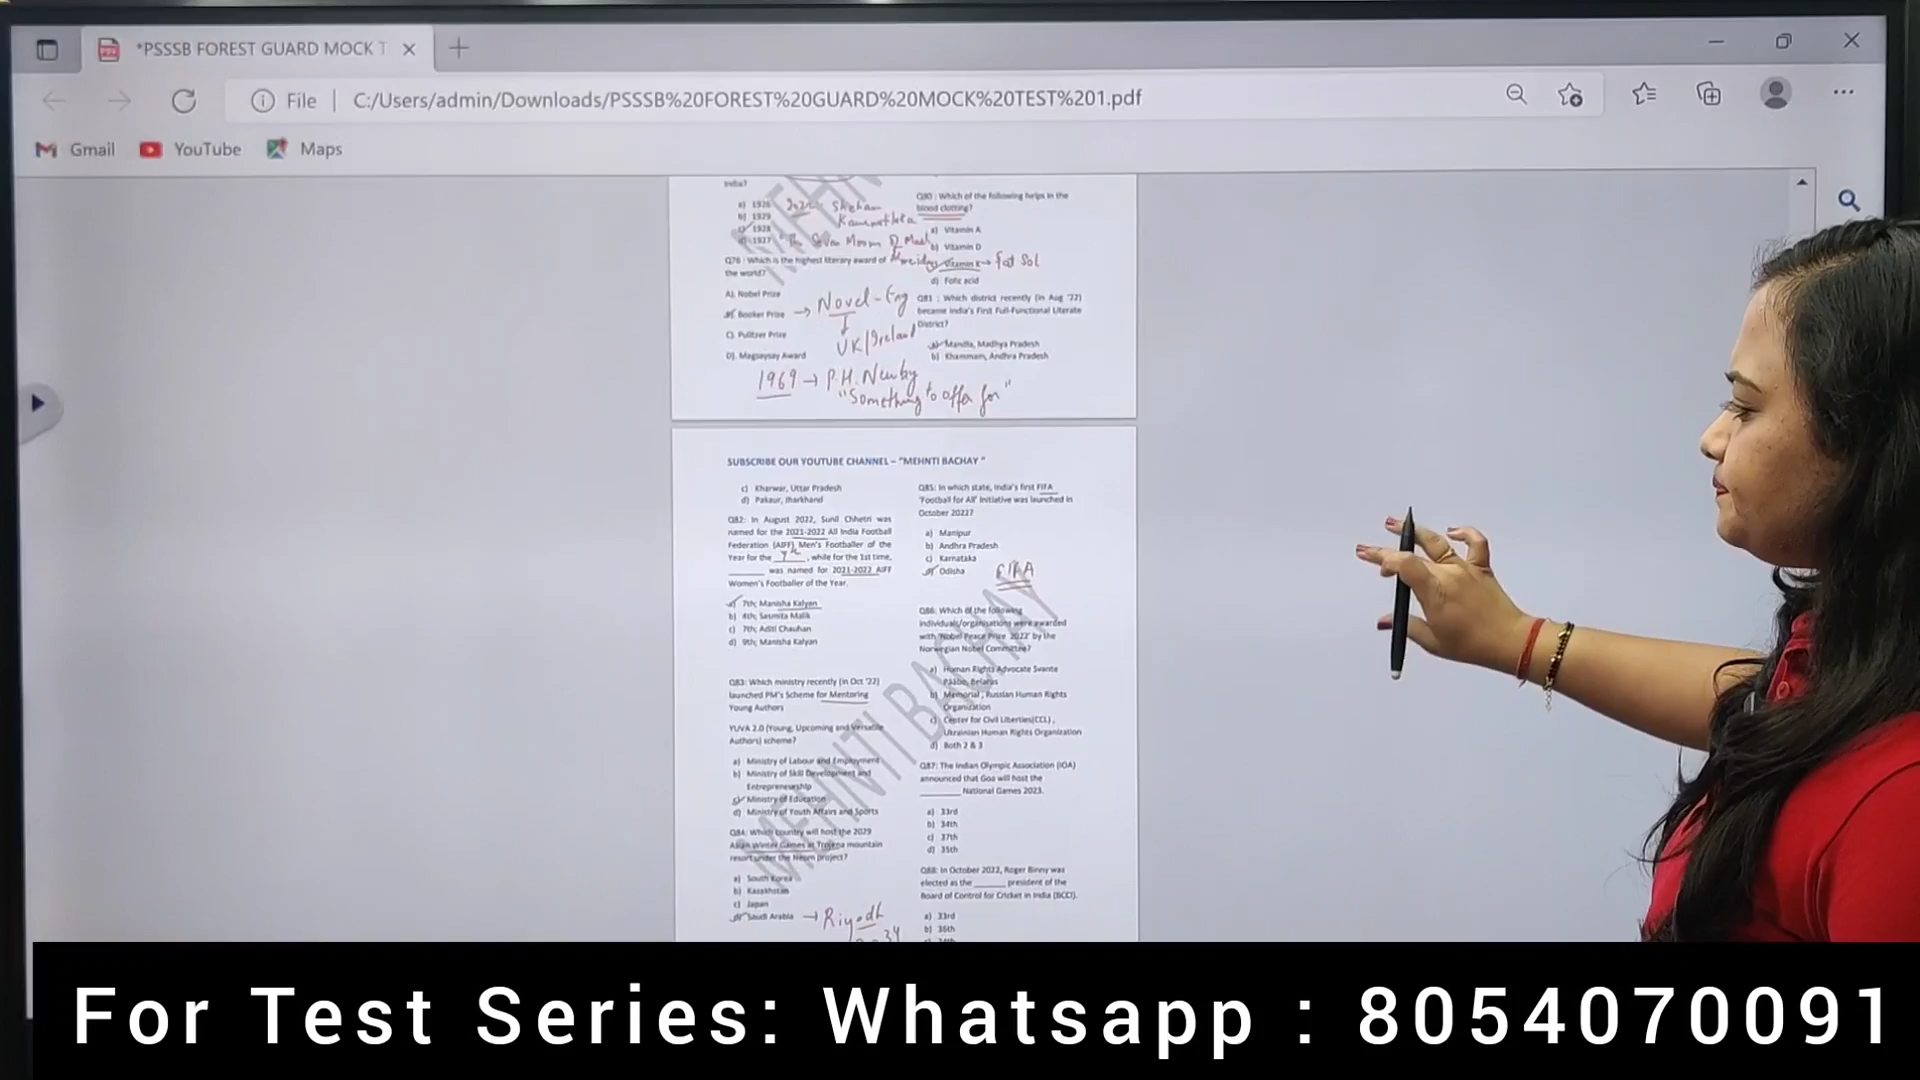 *PSSSB FOREST GUARD MOCK T
File
C:/Users/admin/Downloads/PSSSB%20FOREST%20GUARD%20MOCK%20TEST%201.pdf
Gmail
YouTube
Maps
India?
a) 1926
b) 1929
c) 1928
d) 1927
Q76 : Which is the highest literary award of
the world?
A). Nobel Prize
B). Booker Prize → Novel - Eng
C). Pulitzer Prize
UK/Ireland
D). Magsaysay Award
1969 → P.H. Newby
"Something to offer for"
Q80 : Which of the following helps in the
blood clotting?
a) Vitamin A
b) Vitamin D
Vitamin K → Fat Sol
d) Folic acid
Q81 : Which district recently (in Aug '22)
became India's First Full-Functional Literate
District?
a) Mandla, Madhya Pradesh
b) Khammam, Andhra Pradesh
SUBSCRIBE OUR YOUTUBE CHANNEL – "MEHNTI BACHAY "
c) Kharwar, Uttar Pradesh
d) Pakaur, Jharkhand
Q82: In August 2022, Sunil Chhetri was
named for the 2021-2022 All India Football
Federation (AIFF) Men's Footballer of the
Year for the ______, while for the 1st time,
______ was named for 2021-2022 AIFF
Women's Footballer of the Year.
a) 7th; Manisha Kalyan
b) 4th; Sasmita Malik
c) 7th; Aditi Chauhan
d) 9th; Manisha Kalyan
Q83: Which ministry recently (in Oct '22)
launched PM's Scheme for Mentoring
Young Authors
YUVA 2.0 (Young, Upcoming and Versatile
Authors) scheme?
a) Ministry of Labour and Employment
b) Ministry of Skill Development and
Entrepreneurship
c) Ministry of Education
d) Ministry of Youth Affairs and Sports
Q84: Which country will host the 2029
Asian Winter Games at Trojena mountain
resort under the Neom project?
a) South Korea
b) Kazakhstan
c) Japan
d) Saudi Arabia → Riyadh
Q85: In which state, India's first FIFA
'Football for All' Initiative was launched in
October 2022?
a) Manipur
b) Andhra Pradesh
c) Karnataka
d) Odisha
FIFA
Q86: Which of the following
individuals/organisations were awarded
with 'Nobel Peace Prize 2022' by the
Norwegian Nobel Committee?
a) Human Rights Advocate Svante
Pääbo, Belarus
b) Memorial, Russian Human Rights
Organization
c) Center for Civil Liberties(CCL) ,
Ukrainian Human Rights Organization
d) Both 2 & 3
Q87: The Indian Olympic Association (IOA)
announced that Goa will host the
________ National Games 2023.
a) 33rd
b) 34th
c) 37th
d) 35th
Q88: In October 2022, Roger Binny was
elected as the ______ president of the
Board of Control for Cricket in India (BCCI).
a) 33rd
b) 36th
MEHNTI BACHAY
For Test Series: Whatsapp : 8054070091